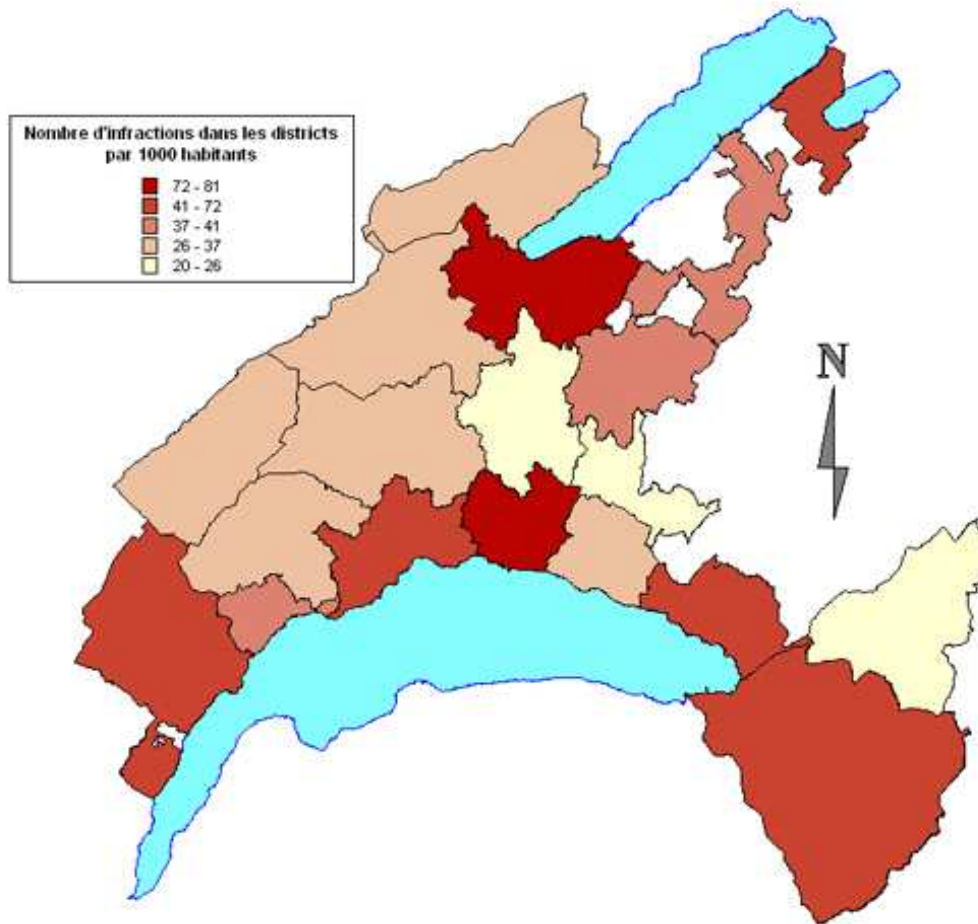 Nombre d'infractions dans les districts
par 1000 habitants
72 - 81
41 - 72
37 - 41
26 - 37
20 - 26
N